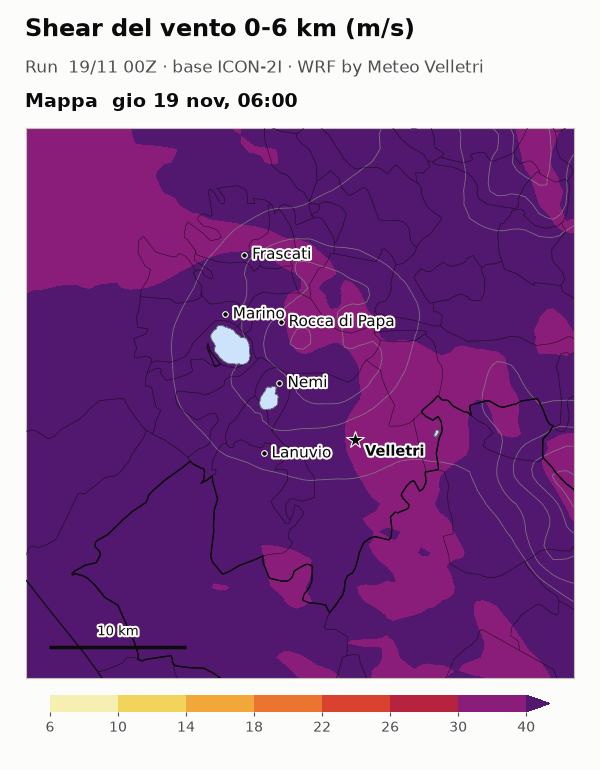 Shear del vento 0-6 km (m/s)
Run  19/11 00Z · base ICON-2I · WRF by Meteo Velletri
Mappa  gio 19 nov, 06:00
Frascati
Marino
Rocca di Papa
Nemi
Velletri
Lanuvio
10 km
6 10 14 18 22 26 30 40